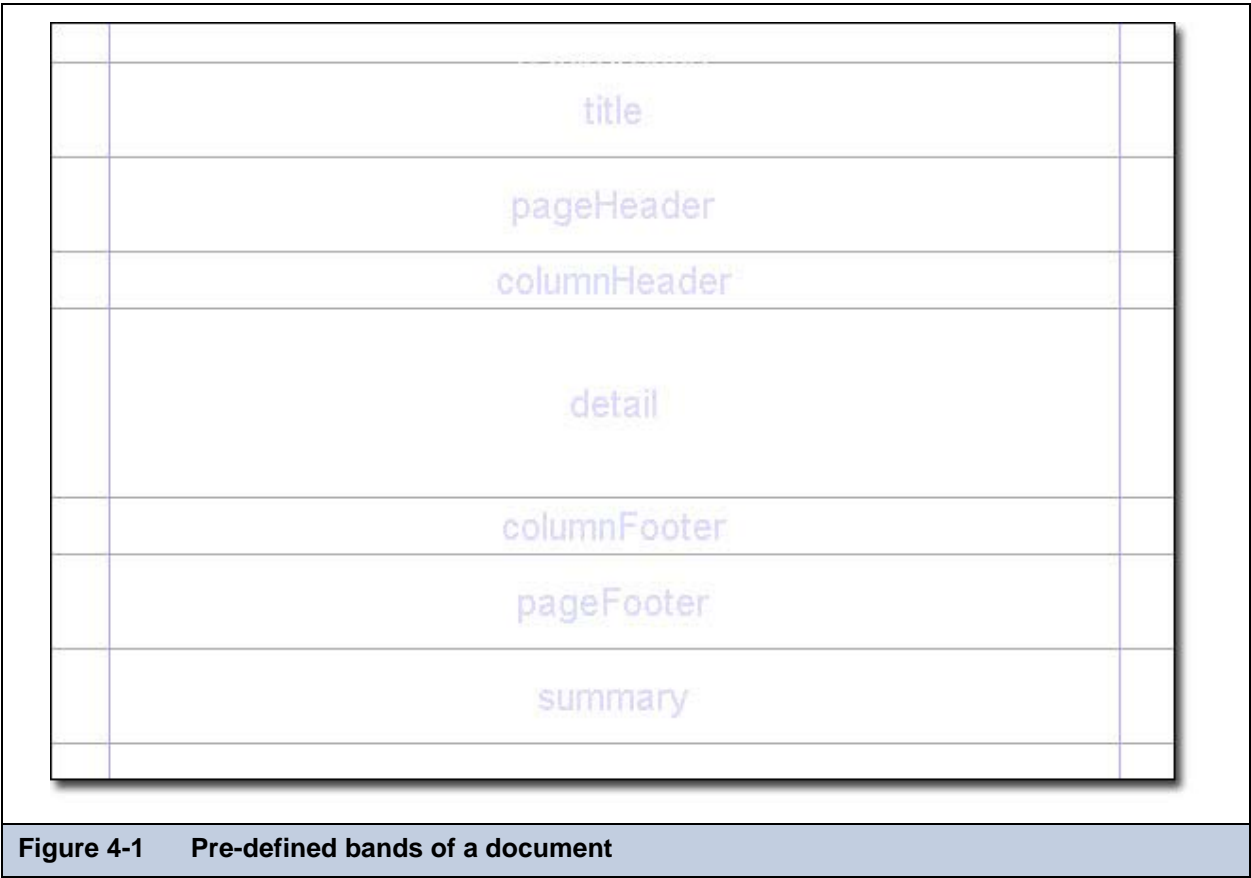 title
pageHeader
columnHeader
detail
columnFooter
pageFooter
summary
Figure 4-1 Pre-defined bands of a document